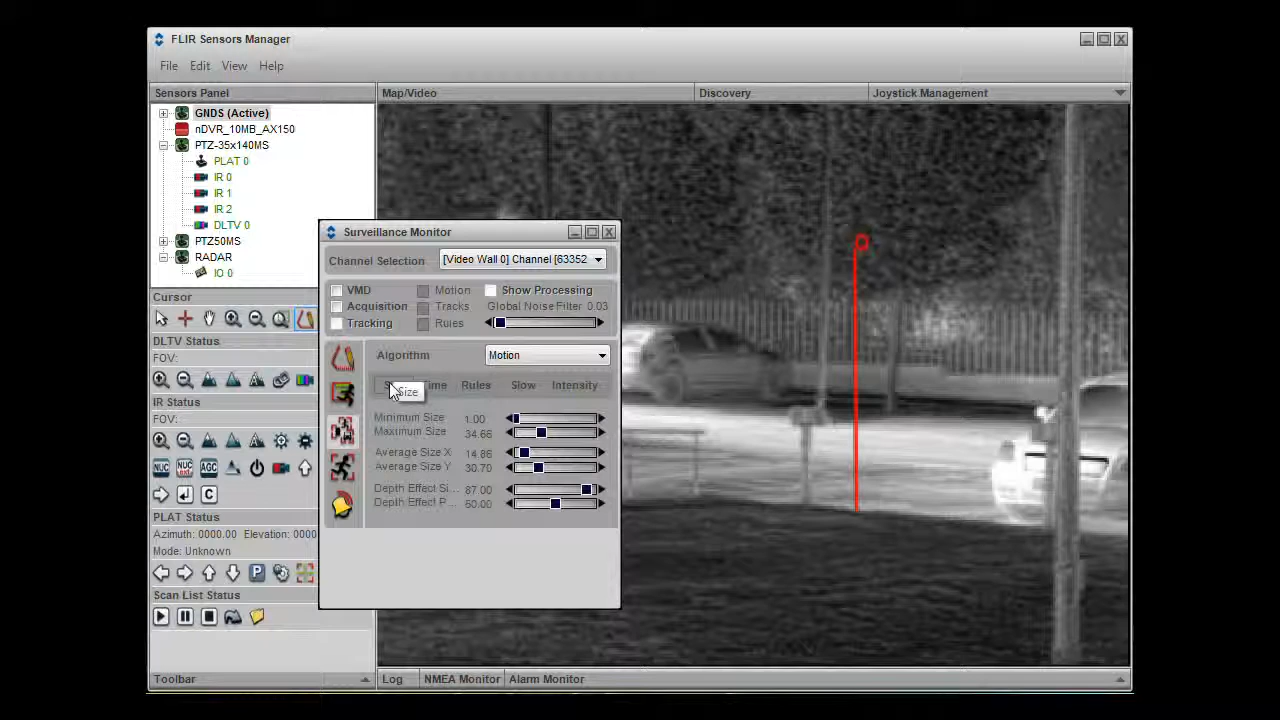 FLIR Sensors Manager
File Edit View Help
Sensors Panel
Map/Video
Discovery
Joystick Management
GNDS (Active)
nDVR_10MB_AX150
PTZ-35x140MS
PLAT 0
IR 0
IR 1
IR 2
DLTV 0
PTZ50MS
RADAR
IO 0
Cursor
DLTV Status
FOV:
IR Status
FOV:
NUC NUC ext AGC
C
PLAT Status
Azimuth: 0000.00 Elevation: 0000
Mode: Unknown
P
Scan List Status
Toolbar
Surveillance Monitor
Channel Selection [Video Wall 0] Channel [63352
VMD Motion Show Processing
Acquisition Tracks Global Noise Filter 0.03
Tracking Rules
Algorithm Motion
Time Rules Slow Intensity
Size
Minimum Size 1.00
Maximum Size 34.66
Average Size X 14.86
Average Size Y 30.70
Depth Effect Si... 87.00
Depth Effect P... 50.00
Log NMEA Monitor Alarm Monitor